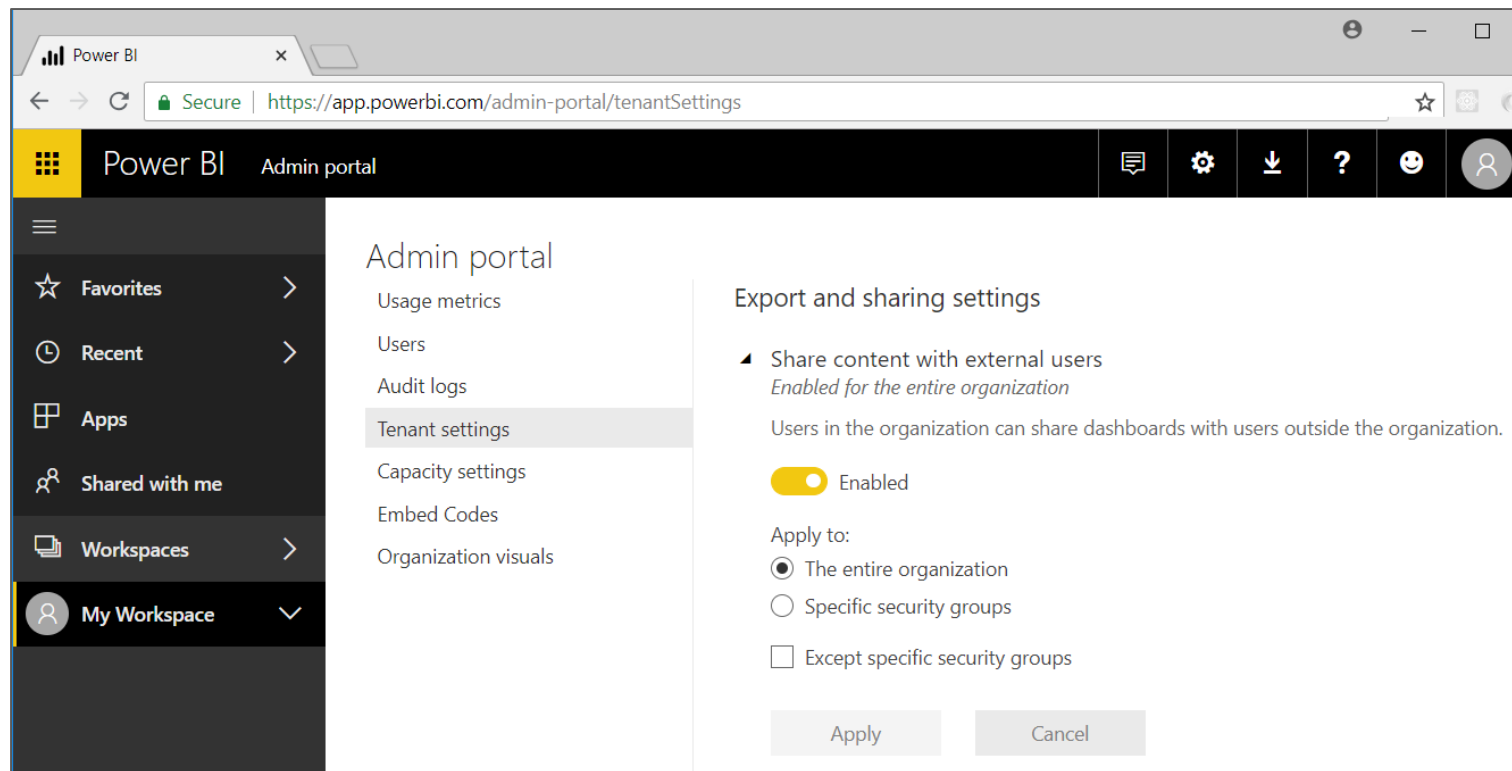 Power BI
Secure | https://app.powerbi.com/admin-portal/tenantSettings
Power BI Admin portal ?
Favorites
Recent
Apps
Shared with me
Workspaces
My Workspace
Admin portal
Usage metrics
Users
Audit logs
Tenant settings
Capacity settings
Embed Codes
Organization visuals
Export and sharing settings
Share content with external users
Enabled for the entire organization
Users in the organization can share dashboards with users outside the organization.
Enabled
Apply to:
The entire organization
Specific security groups
Except specific security groups
Apply Cancel